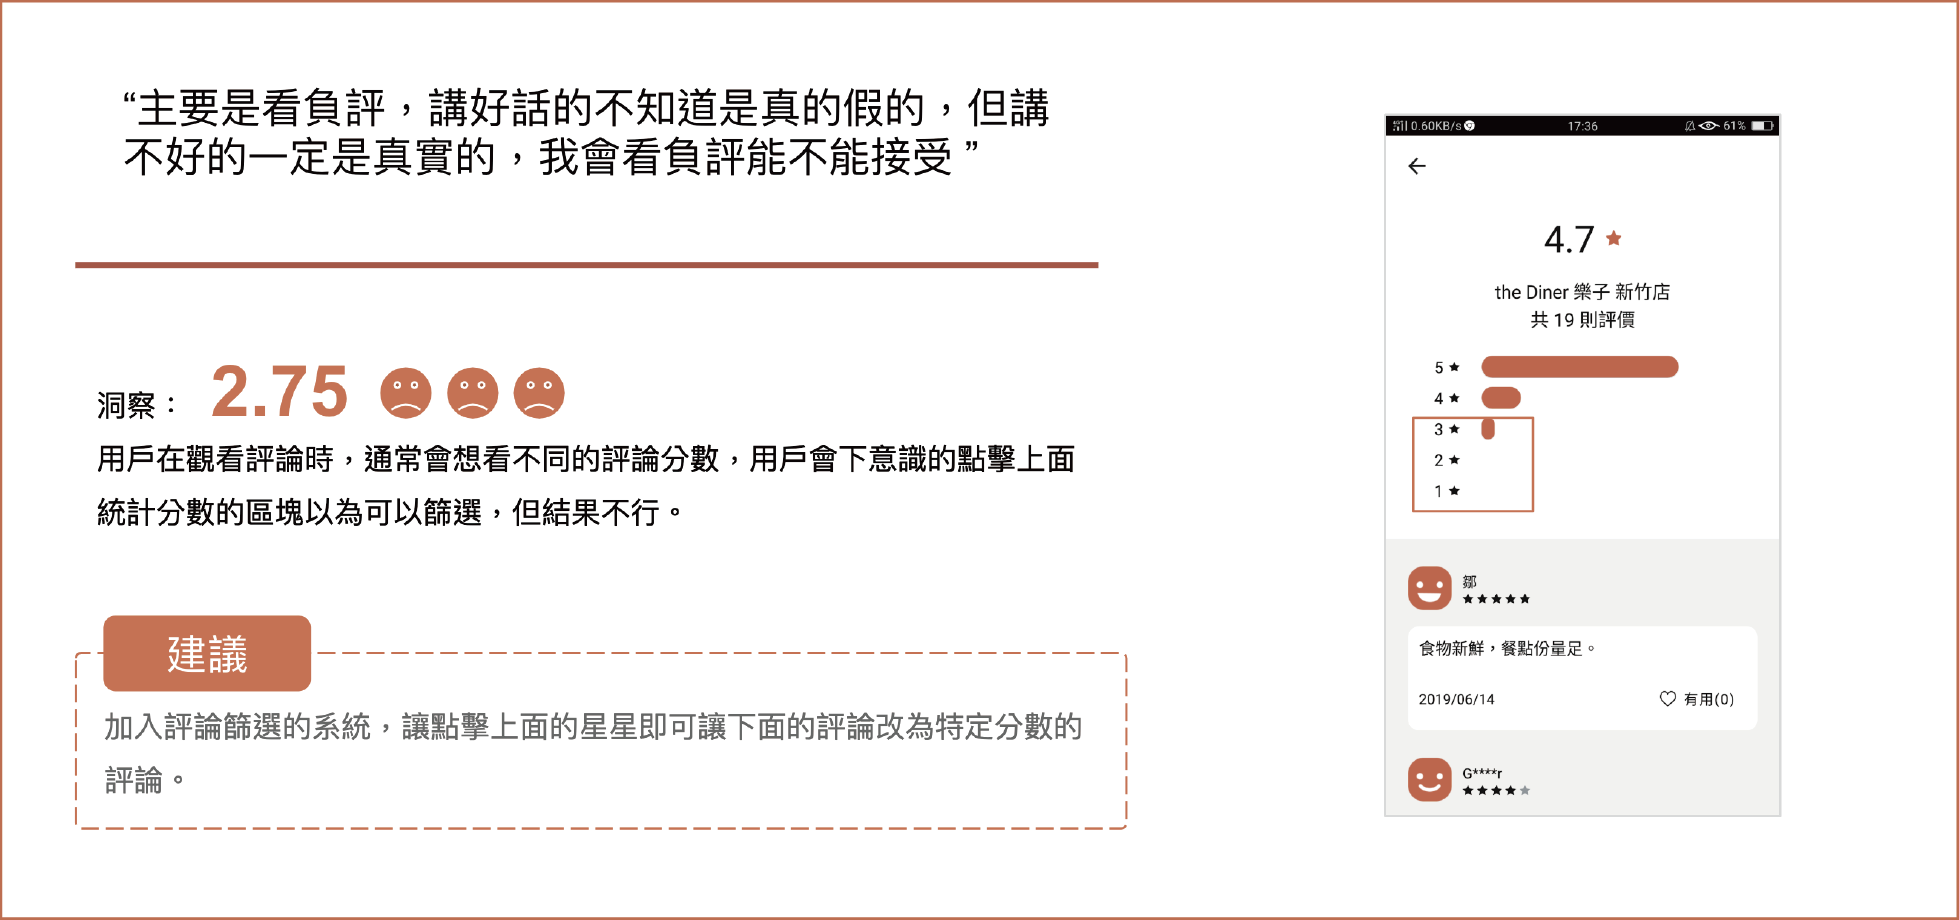 “主要是看負評，講好話的不知道是真的假的，但講
不好的一定是真實的，我會看負評能不能接受 ”
洞察： 2.75
用戶在觀看評論時，通常會想看不同的評論分數，用戶會下意識的點擊上面
統計分數的區塊以為可以篩選，但結果不行。
建議
加入評論篩選的系統，讓點擊上面的星星即可讓下面的評論改為特定分數的
評論。
0.60KB/s 17:36 61%
4.7 ★
the Diner 樂子 新竹店
共 19 則評價
5 ★
4 ★
3 ★
2 ★
1 ★
鄒
★★★★★
食物新鮮，餐點份量足。
2019/06/14 ♡ 有用(0)
G****r
★★★★★